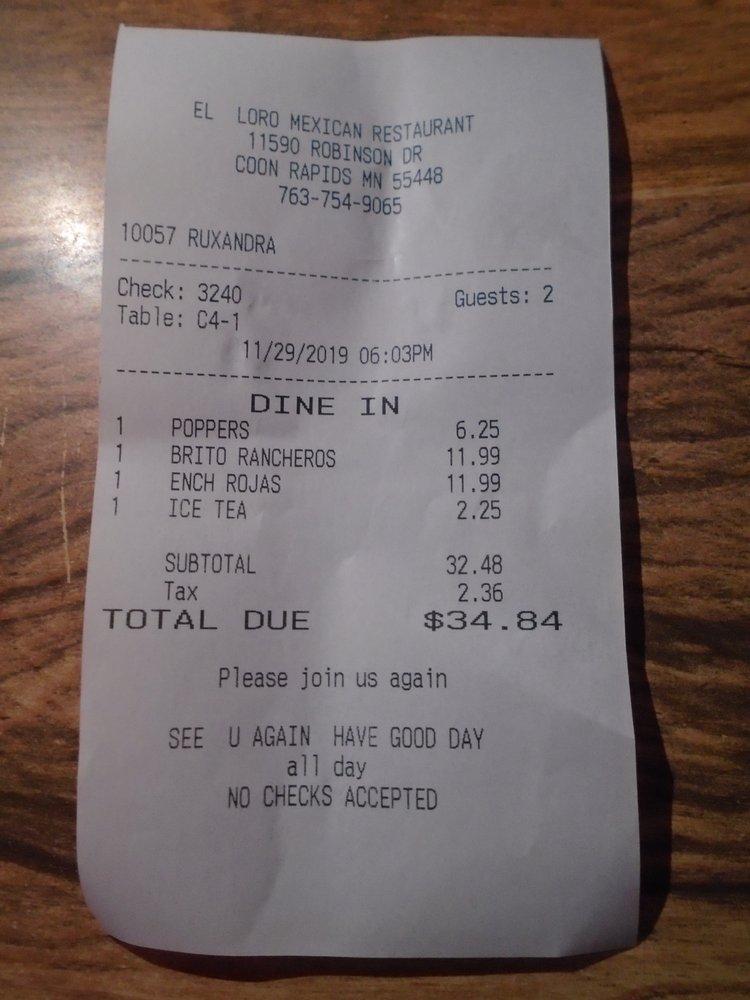 EL LORO MEXICAN RESTAURANT
11590 ROBINSON DR
COON RAPIDS MN 55448
763-754-9065
10057 RUXANDRA
Check: 3240 Guests: 2
Table: C4-1
11/29/2019 06:03PM
DINE IN
1 POPPERS 6.25
1 BRITO RANCHEROS 11.99
1 ENCH ROJAS 11.99
1 ICE TEA 2.25
SUBTOTAL 32.48
Tax 2.36
TOTAL DUE $34.84
Please join us again
SEE U AGAIN HAVE GOOD DAY
all day
NO CHECKS ACCEPTED